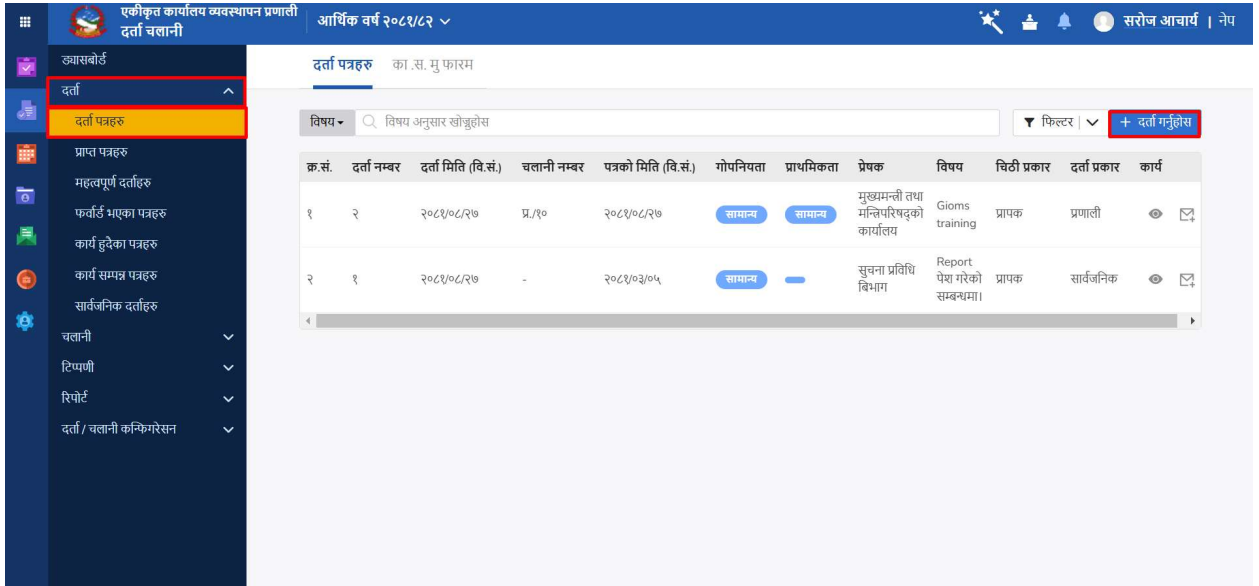 एकीकृत कार्यालय व्यवस्थापन प्रणाली
दर्ता चलानी
आर्थिक वर्ष २०८१/८२
सरोज आचार्य | नेप
ड्यासबोर्ड
दर्ता
दर्ता पत्रहरु
प्राप्त पत्रहरु
महत्वपूर्ण दर्ताहरु
फर्वार्ड भएका पत्रहरु
कार्य हुदेका पत्रहरु
कार्य सम्पन्न पत्रहरु
सार्वजनिक दर्ताहरु
चलानी
टिप्पणी
रिपोर्ट
दर्ता / चलानी कन्फिगरेसन
दर्ता पत्रहरु का .स. मु फारम
विषय विषय अनुसार खोज्नुहोस फिल्टर + दर्ता गर्नुहोस
क्र.सं. दर्ता नम्बर दर्ता मिति (वि.सं.) चलानी नम्बर पत्रको मिति (वि.सं.) गोपनियता प्राथमिकता प्रेषक विषय चिठी प्रकार दर्ता प्रकार कार्य
१ २ २०८१/०८/२७ प्र./१० २०८१/०८/२७ सामान्य सामान्य मुख्यमन्त्री तथा मन्त्रिपरिषद्को कार्यालय Gioms training प्रापक प्रणाली
२ १ २०८१/०८/२७ - २०८१/०३/०५ सामान्य सुचना प्रविधि बिभाग Report पेश गरेको सम्बन्धमा। प्रापक सार्वजनिक